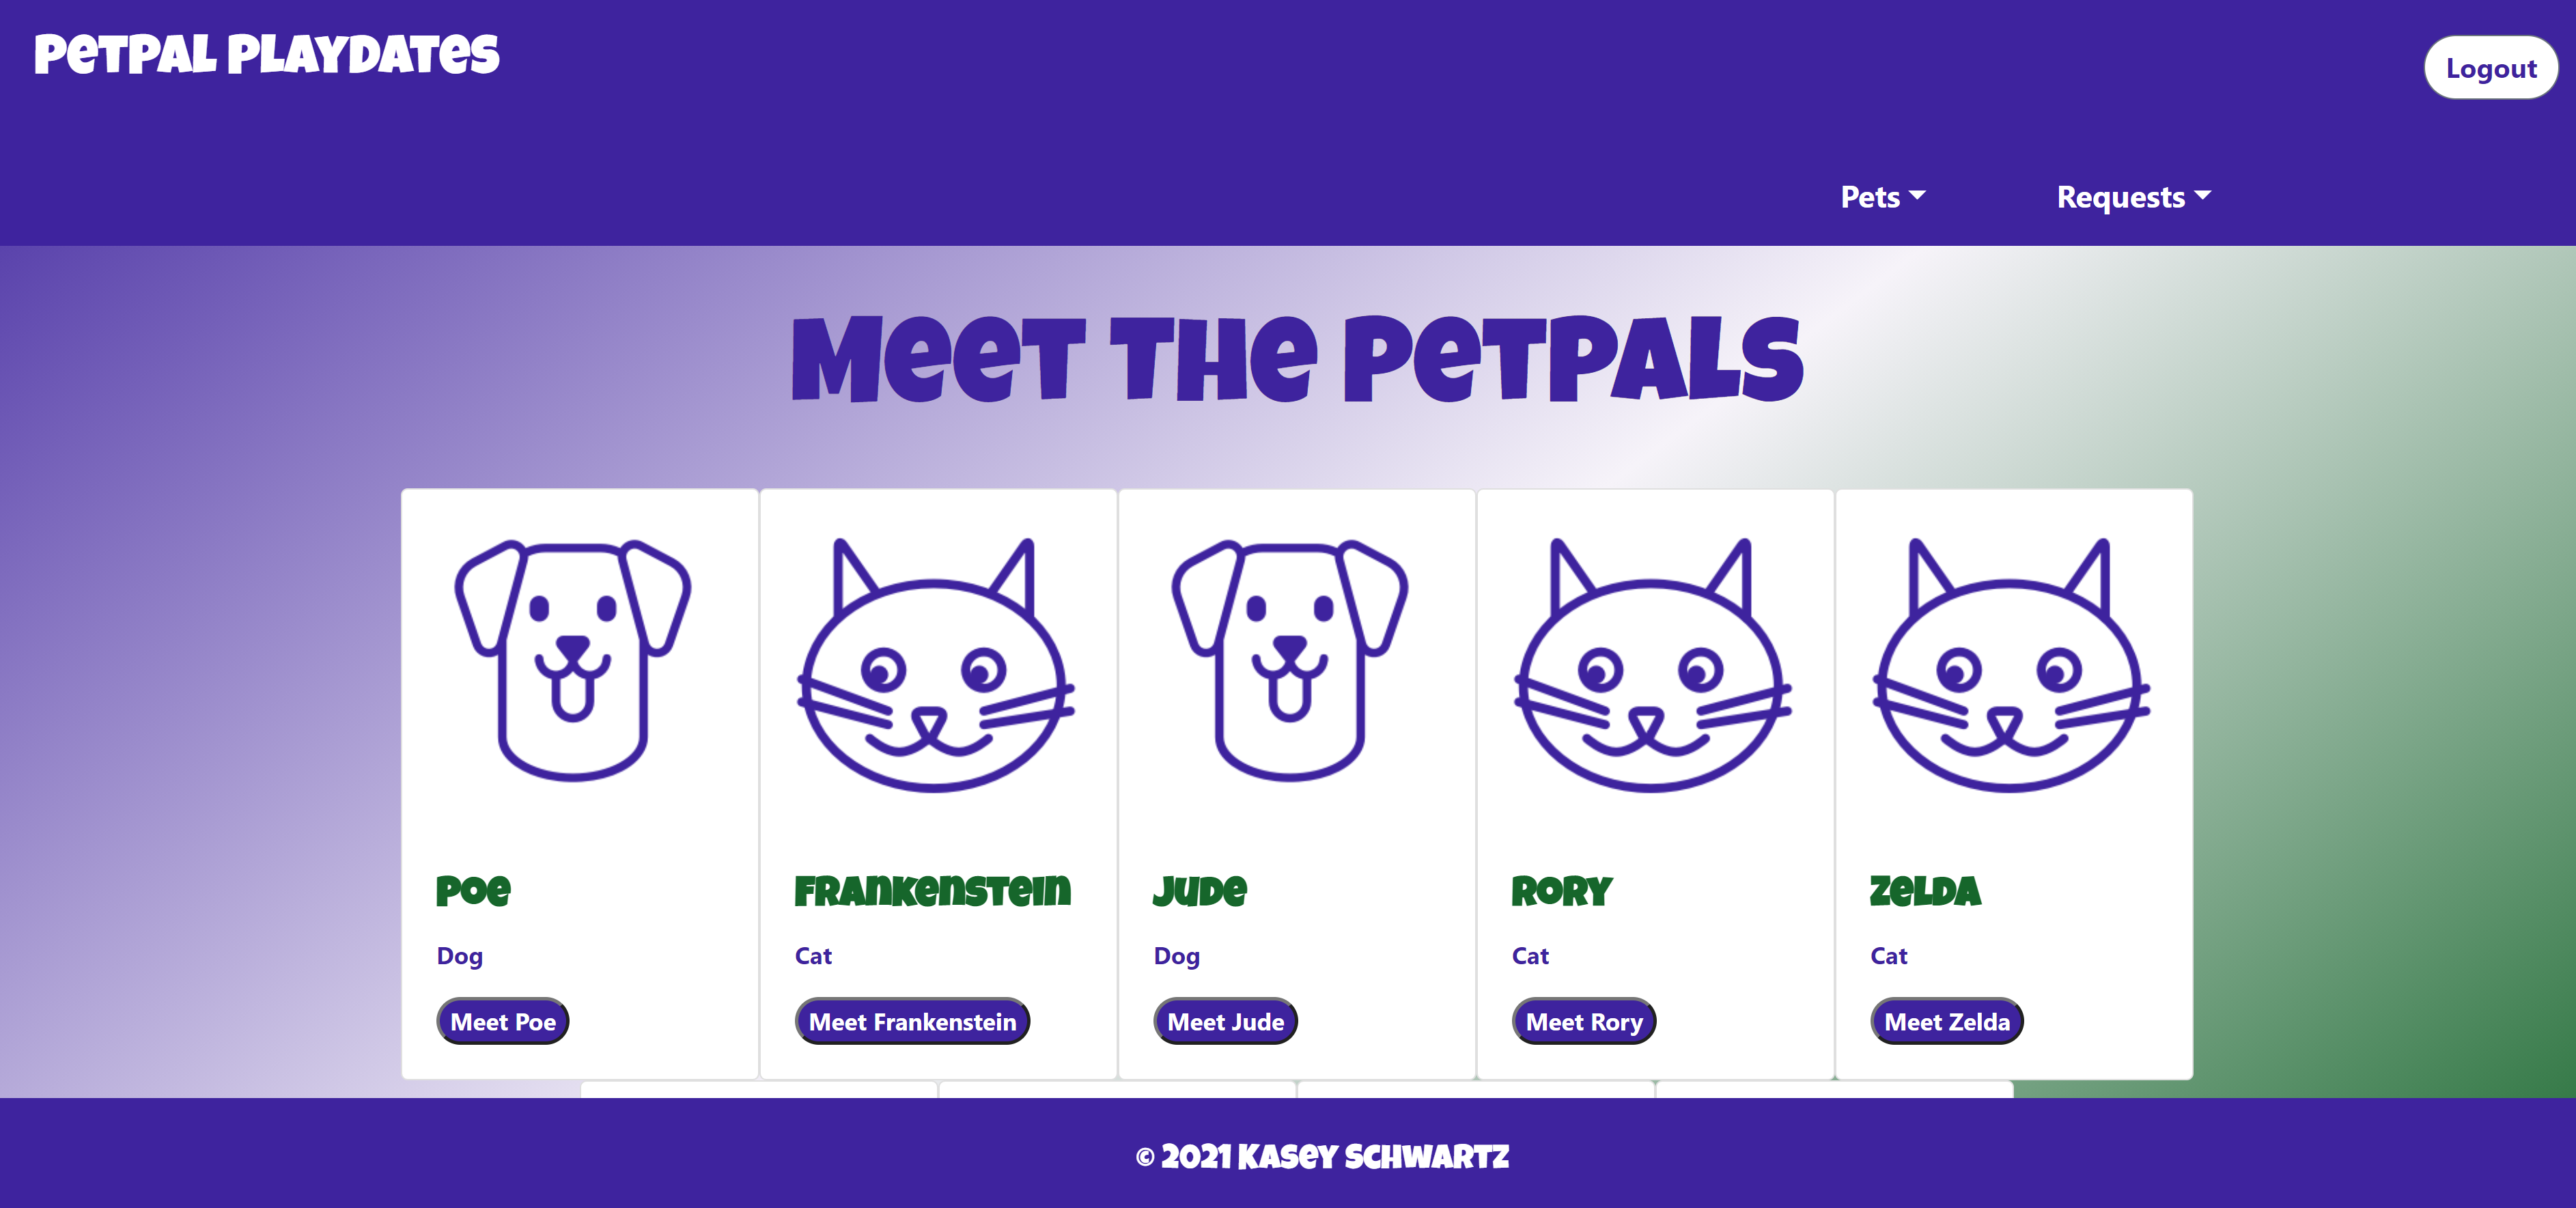 PetPal Playdates
Logout
Pets
Requests
Meet the PetPals
Poe
Dog
Meet Poe
Frankenstein
Cat
Meet Frankenstein
Jude
Dog
Meet Jude
Rory
Cat
Meet Rory
Zelda
Cat
Meet Zelda
© 2021 Kasey Schwartz